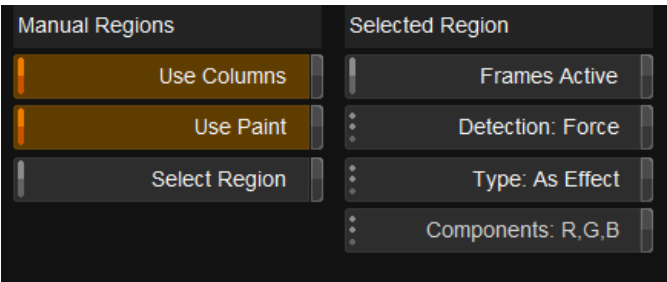 Manual Regions
Use Columns
Use Paint
Select Region
Selected Region
Frames Active
Detection: Force
Type: As Effect
Components: R,G,B